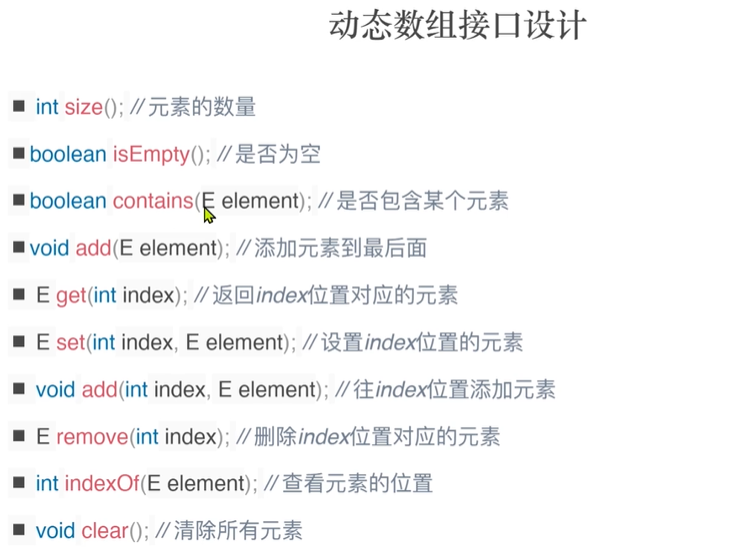 动态数组接口设计
■ int size(); // 元素的数量
■ boolean isEmpty(); // 是否为空
■ boolean contains(E element); // 是否包含某个元素
■ void add(E element); // 添加元素到最后面
■ E get(int index); // 返回index位置对应的元素
■ E set(int index, E element); // 设置index位置的元素
■ void add(int index, E element); // 往index位置添加元素
■ E remove(int index); // 删除index位置对应的元素
■ int indexOf(E element); // 查看元素的位置
■ void clear(); // 清除所有元素